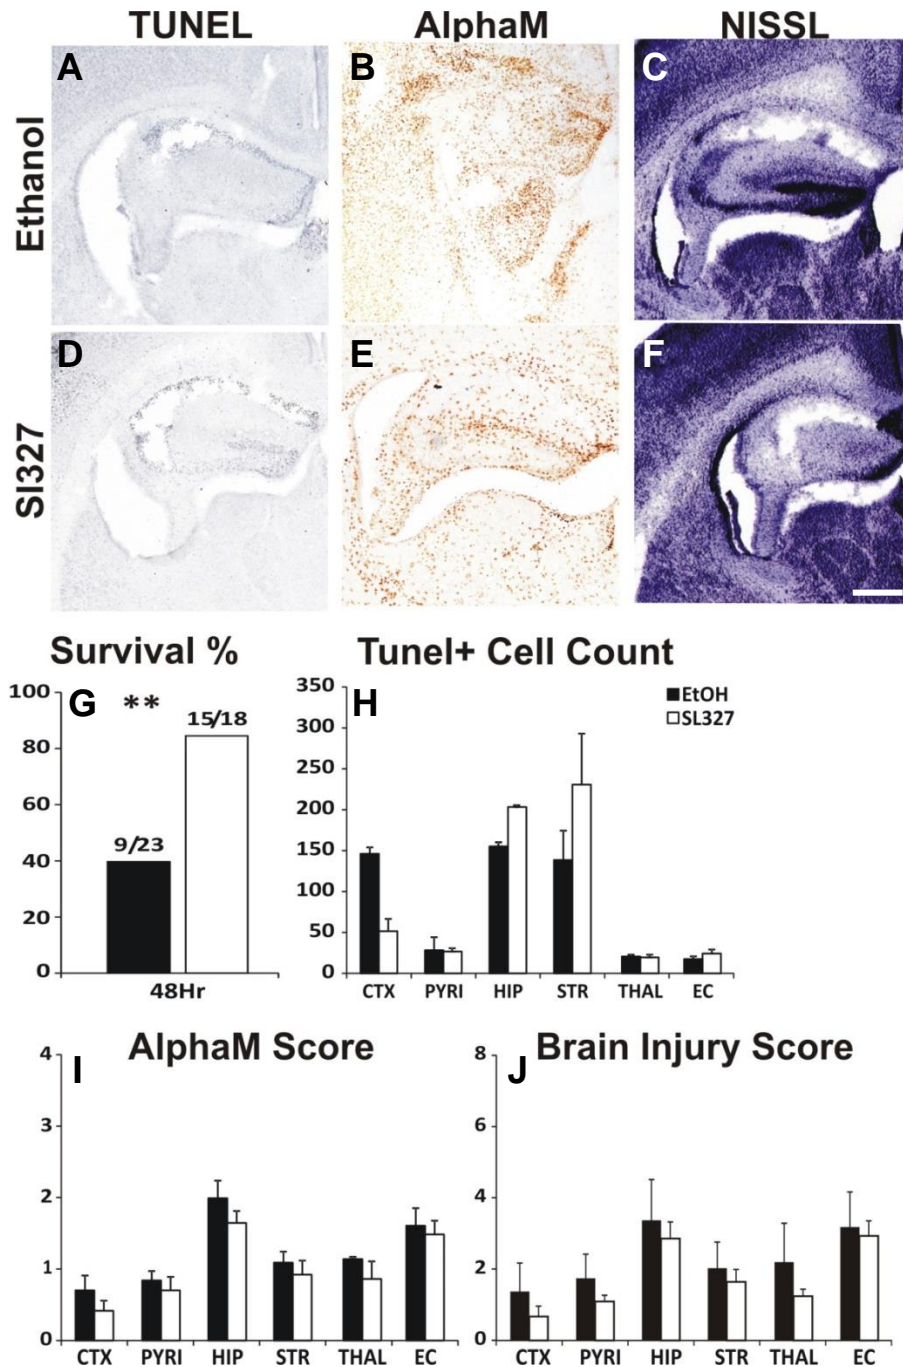 TUNEL AlphaM NISSL
A B C
Ethanol
D E F
Sl327
Survival % Tunel+ Cell Count
G ** H
100
80
60
40
20
0
15/18
9/23
48Hr
350
300
250
200
150
100
50
0
EtOH
SL327
CTX PYRI HIP STR THAL EC
I AlphaM Score
4
3
2
1
0
CTX PYRI HIP STR THAL EC
J Brain Injury Score
8
6
4
2
0
CTX PYRI HIP STR THAL EC